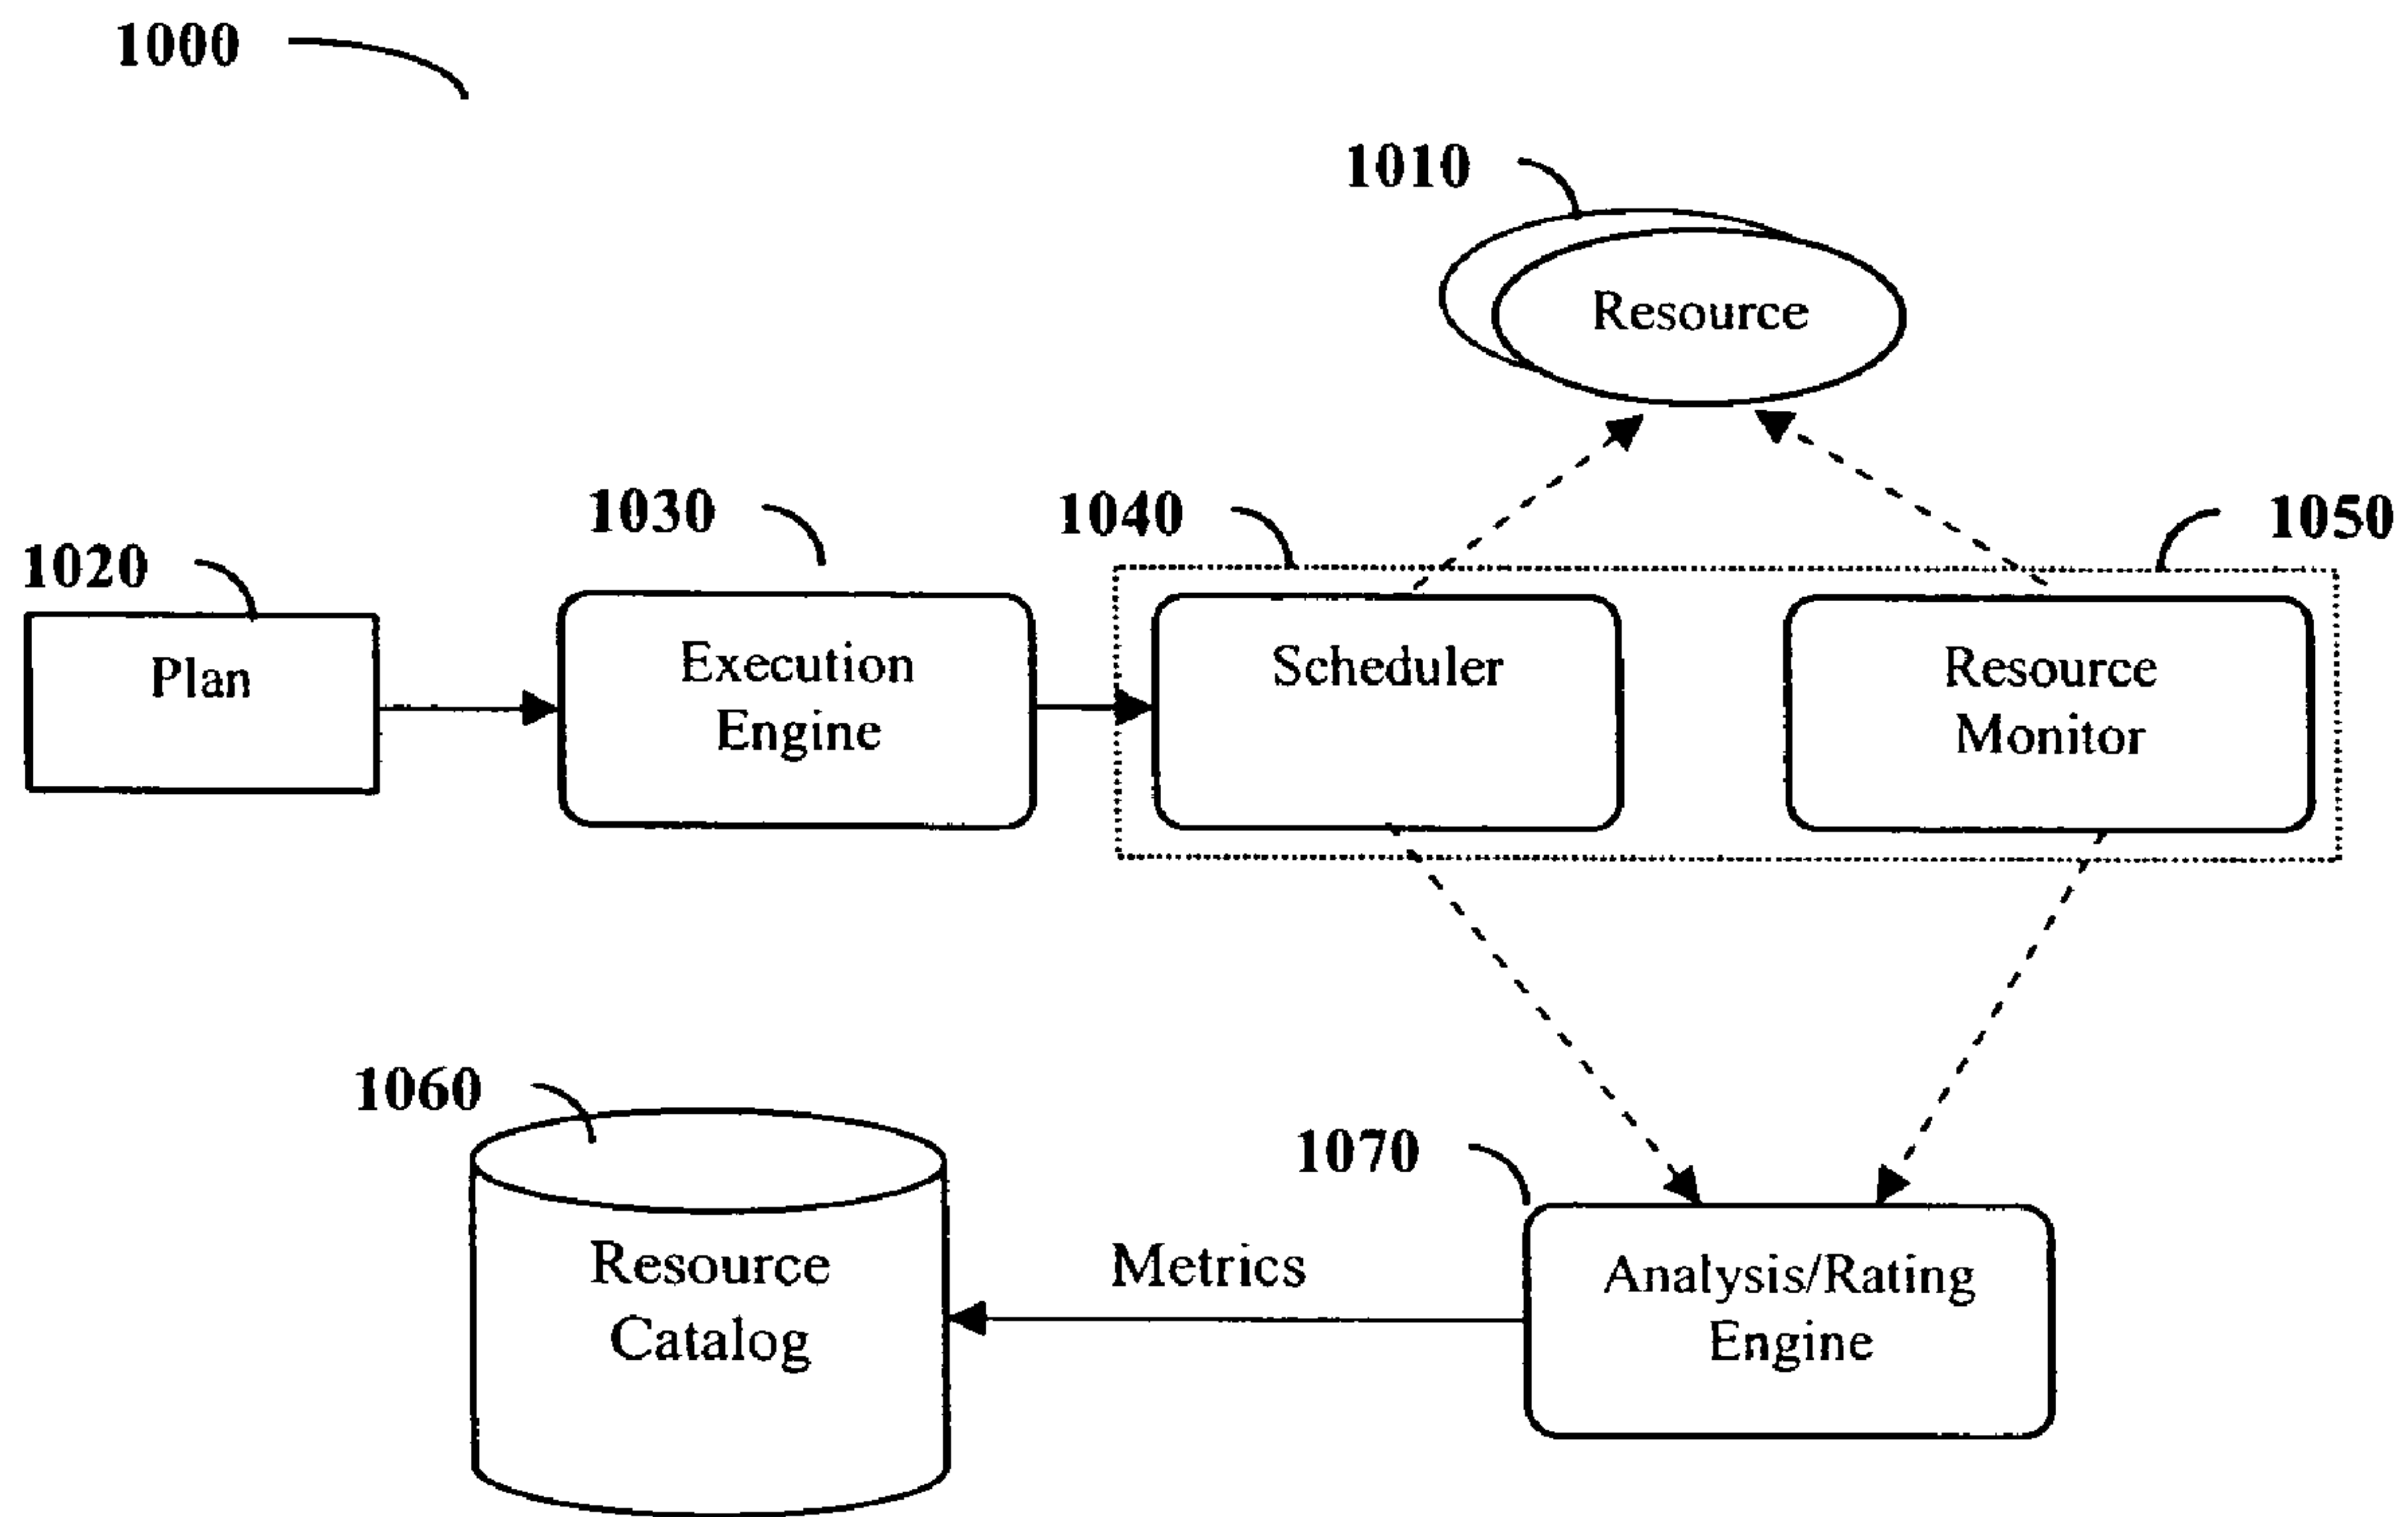 1000
1010
Resource
1030
1040
1050
1020
Plan
Execution
Engine
Scheduler
Resource
Monitor
1060
1070
Resource
Catalog
Metrics
Analysis/Rating
Engine